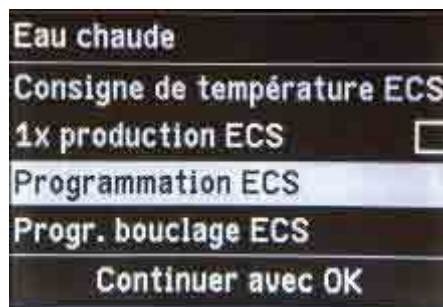 Eau chaude
Consigne de température ECS
1x production ECS
Programmation ECS
Progr. bouclage ECS
Continuer avec OK